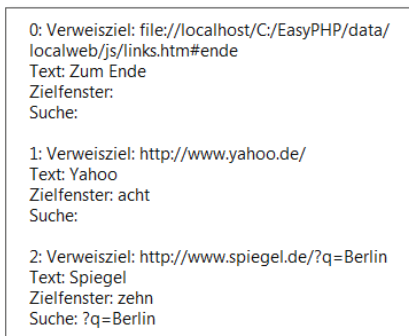 0: Verweisziel: file://localhost/C:/EasyPHP/data/
localweb/js/links.htm#ende
Text: Zum Ende
Zielfenster:
Suche:
1: Verweisziel: http://www.yahoo.de/
Text: Yahoo
Zielfenster: acht
Suche:
2: Verweisziel: http://www.spiegel.de/?q=Berlin
Text: Spiegel
Zielfenster: zehn
Suche: ?q=Berlin